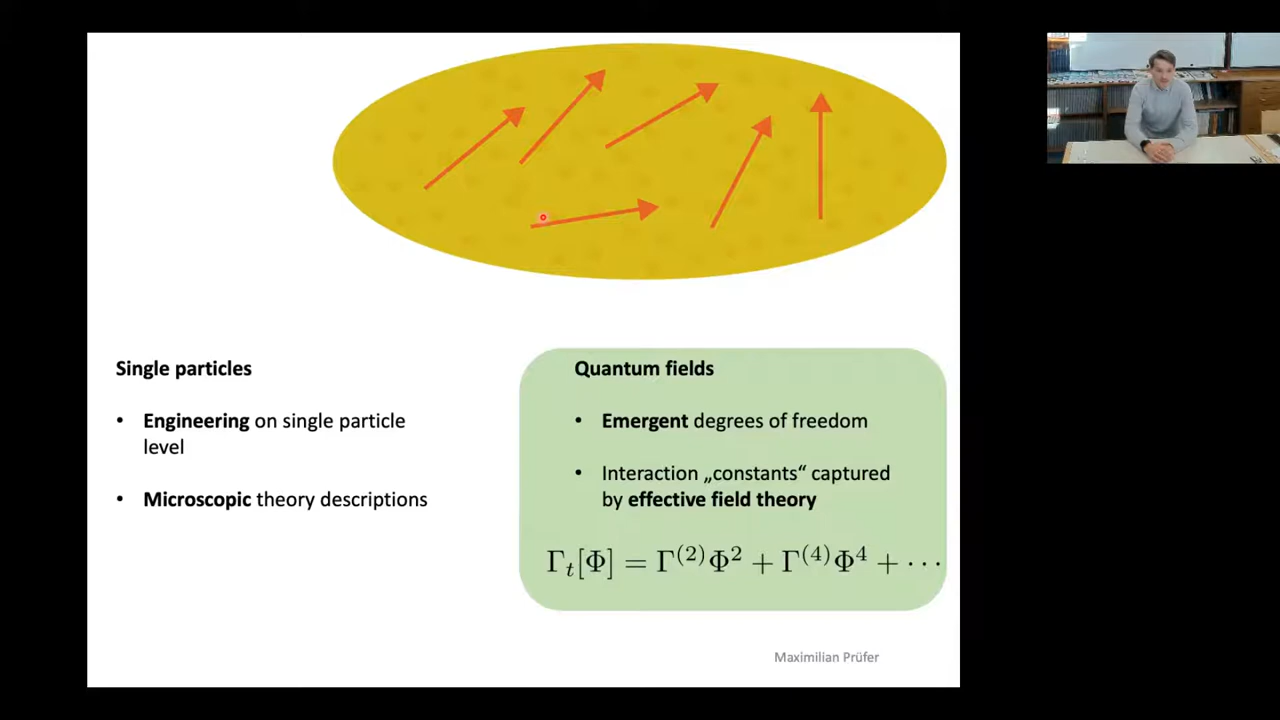 Single particles
• Engineering on single particle
level
• Microscopic theory descriptions
Quantum fields
• Emergent degrees of freedom
• Interaction „constants“ captured
by effective field theory
Γ_t[Φ] = Γ^(2)Φ^2 + Γ^(4)Φ^4 + ···
Maximilian Prüfer